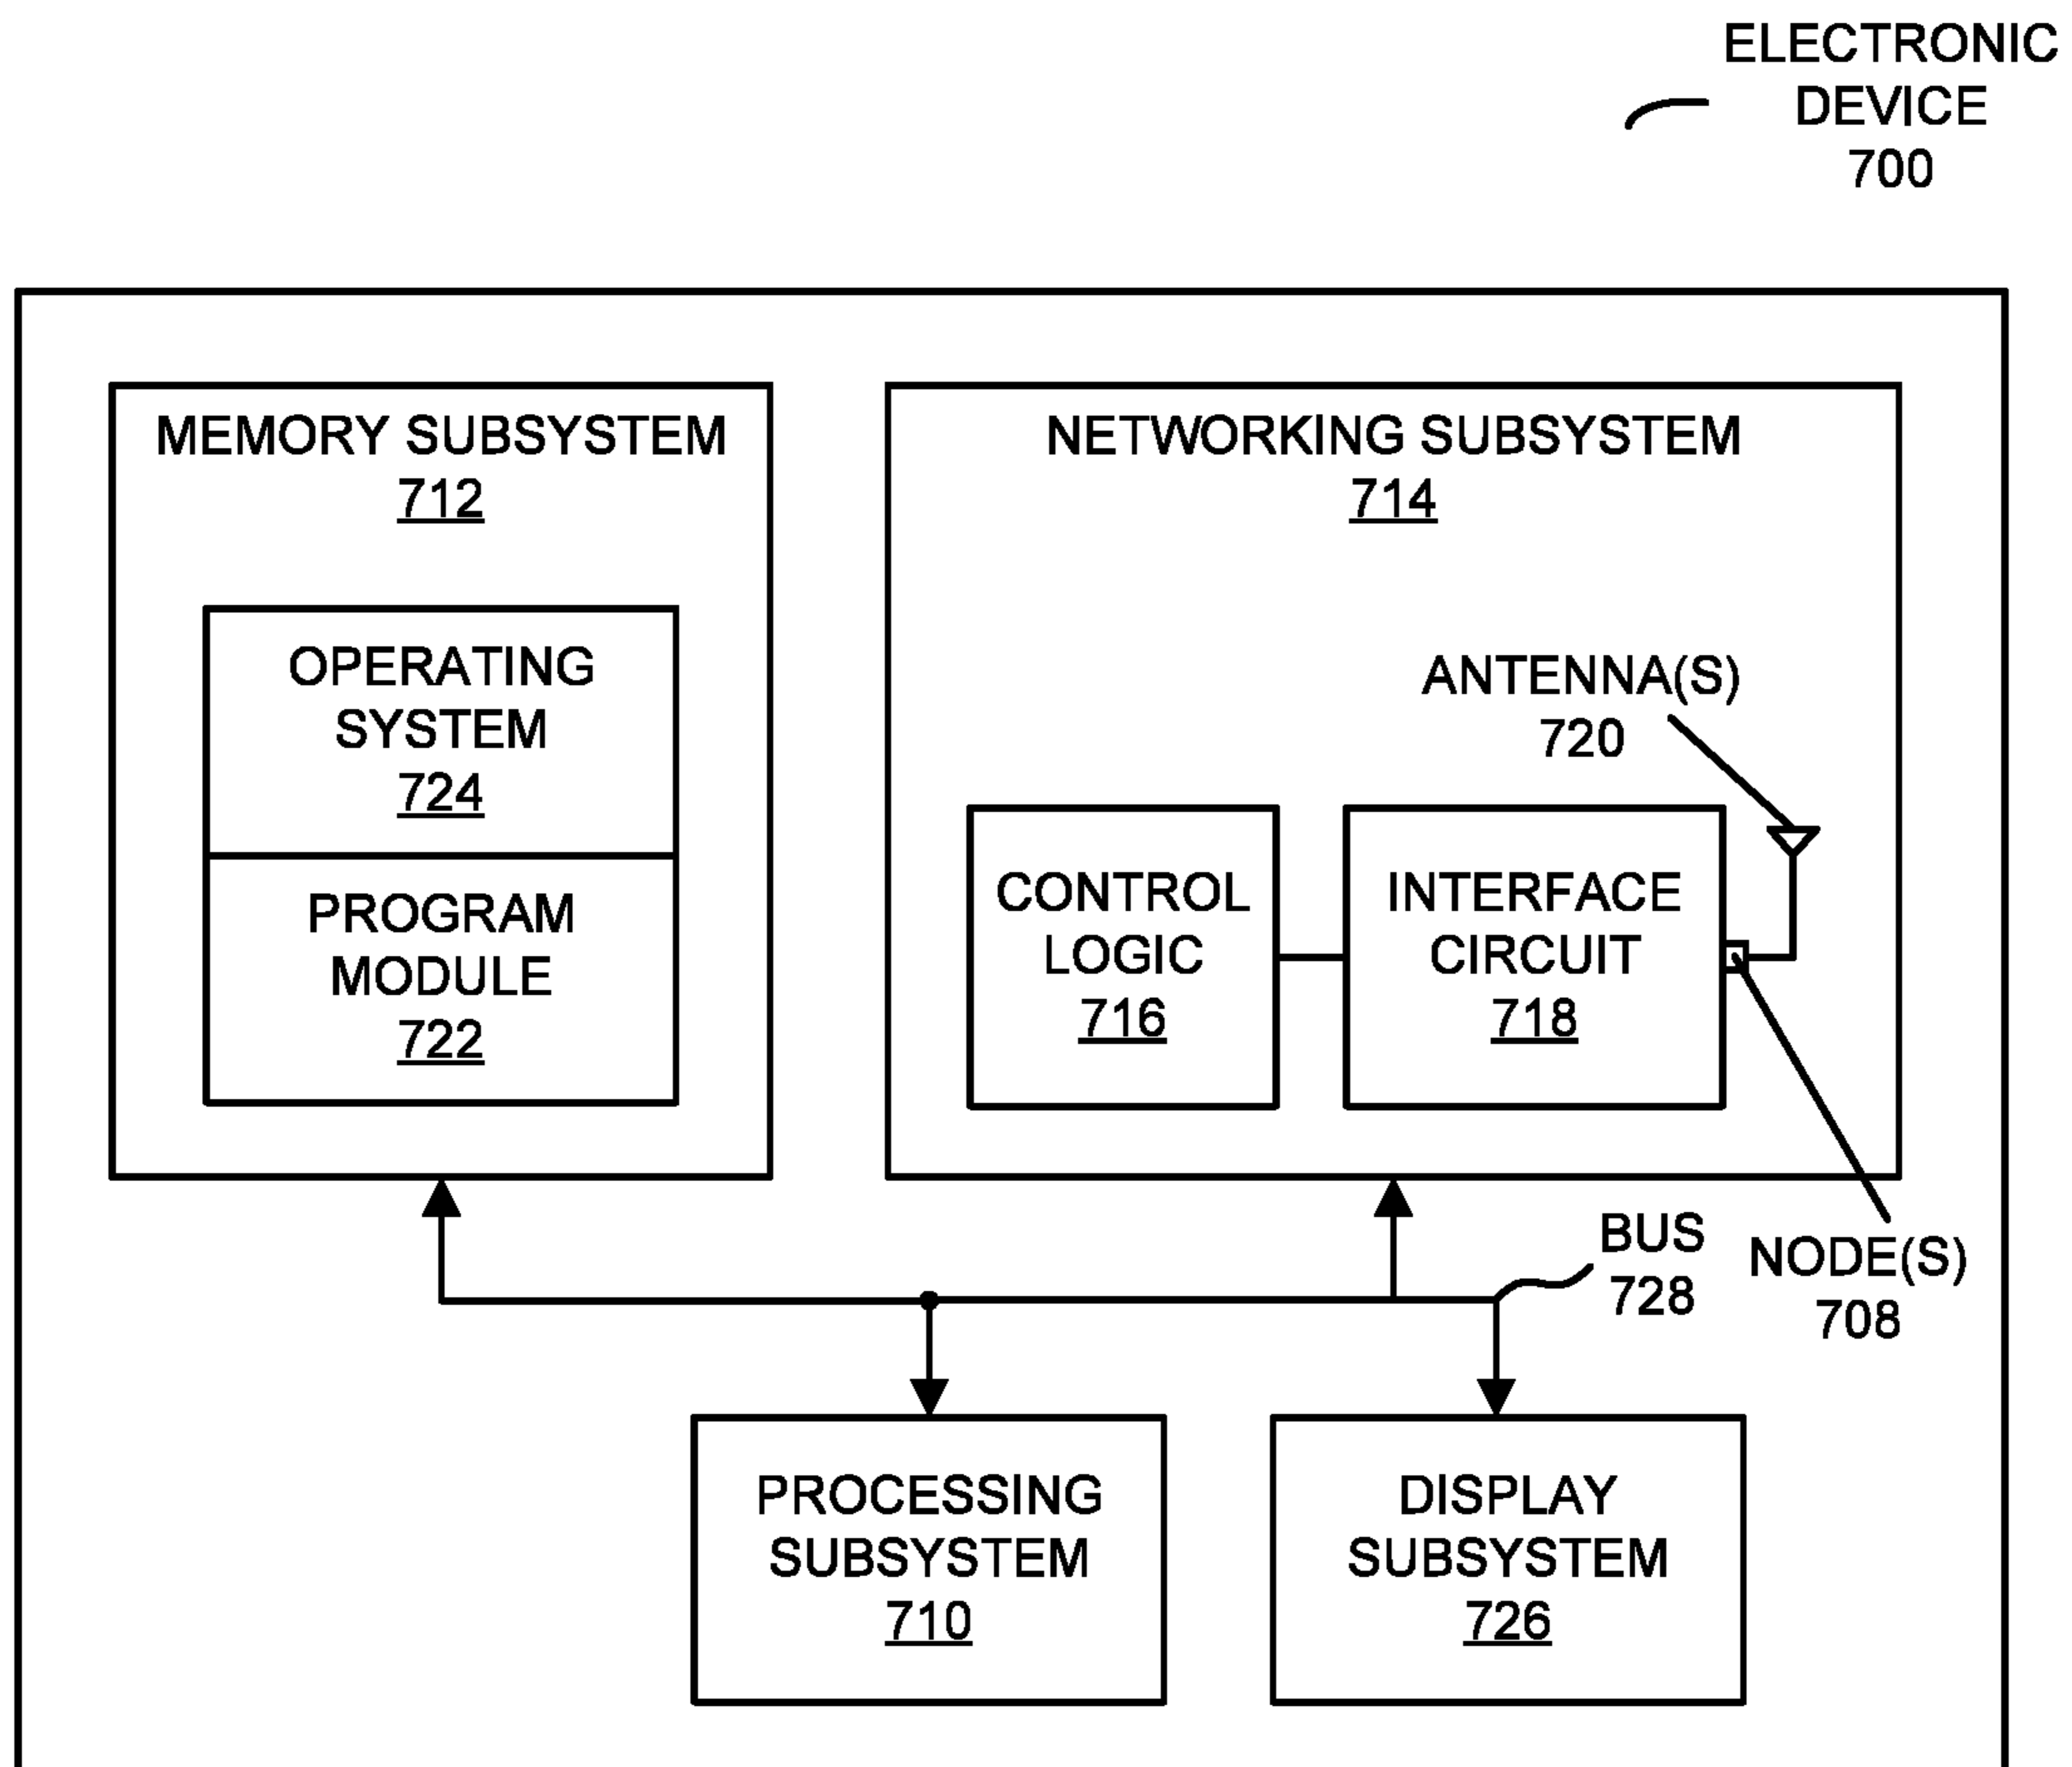 ELECTRONIC
DEVICE
700
MEMORY SUBSYSTEM
712
OPERATING
SYSTEM
724
PROGRAM
MODULE
722
NETWORKING SUBSYSTEM
714
ANTENNA(S)
720
CONTROL
LOGIC
716
INTERFACE
CIRCUIT
718
BUS
728
NODE(S)
708
PROCESSING
SUBSYSTEM
710
DISPLAY
SUBSYSTEM
726